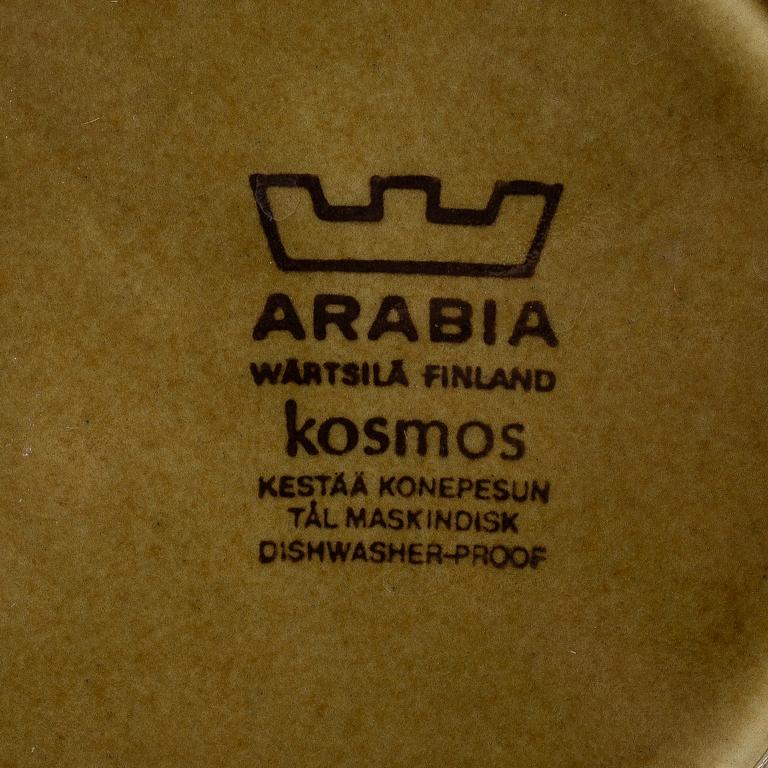 ARABIA
WÄRTSILÄ FINLAND
kosmos
KESTÄÄ KONEPESUN
TÅL MASKINDISK
DISHWASHER-PROOF